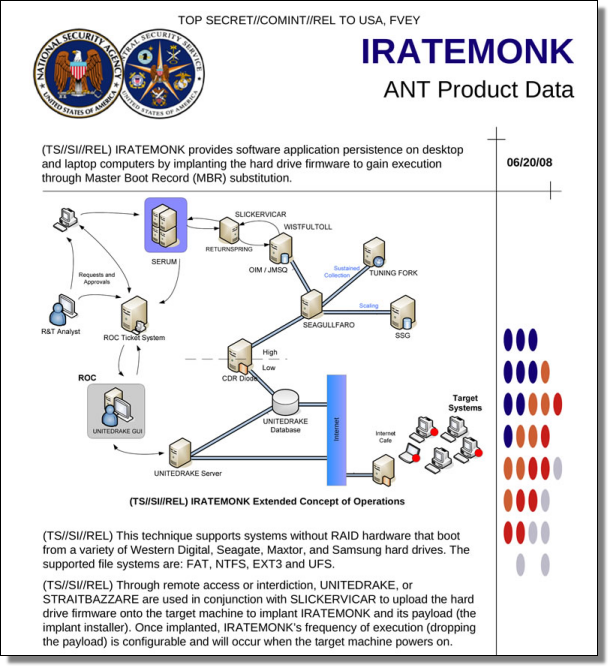 TOP SECRET//COMINT//REL TO USA, FVEY
NATIONAL SECURITY AGENCY
UNITED STATES OF AMERICA
CENTRAL SECURITY SERVICE
UNITED STATES OF AMERICA
IRATEMONK
ANT Product Data
(TS//SI//REL) IRATEMONK provides software application persistence on desktop
and laptop computers by implanting the hard drive firmware to gain execution
through Master Boot Record (MBR) substitution.
06/20/08
SLICKERVICAR
WISTFULTOLL
RETURNSPRING
SERUM
OIM / JMSQ
Sustained
Collection
TUNING FORK
Requests and
Approvals
Scaling
R&T Analyst
ROC Ticket System
SEAGULLFARO
SSG
High
Low
CDR Diode
ROC
UNITEDRAKE GUI
UNITEDRAKE
Database
Internet
Target
Systems
Internet
Cafe
UNITEDRAKE Server
(TS//SI//REL) IRATEMONK Extended Concept of Operations
(TS//SI//REL) This technique supports systems without RAID hardware that boot
from a variety of Western Digital, Seagate, Maxtor, and Samsung hard drives. The
supported file systems are: FAT, NTFS, EXT3 and UFS.
(TS//SI//REL) Through remote access or interdiction, UNITEDRAKE, or
STRAITBAZZARE are used in conjunction with SLICKERVICAR to upload the hard
drive firmware onto the target machine to implant IRATEMONK and its payload (the
implant installer). Once implanted, IRATEMONK's frequency of execution (dropping
the payload) is configurable and will occur when the target machine powers on.